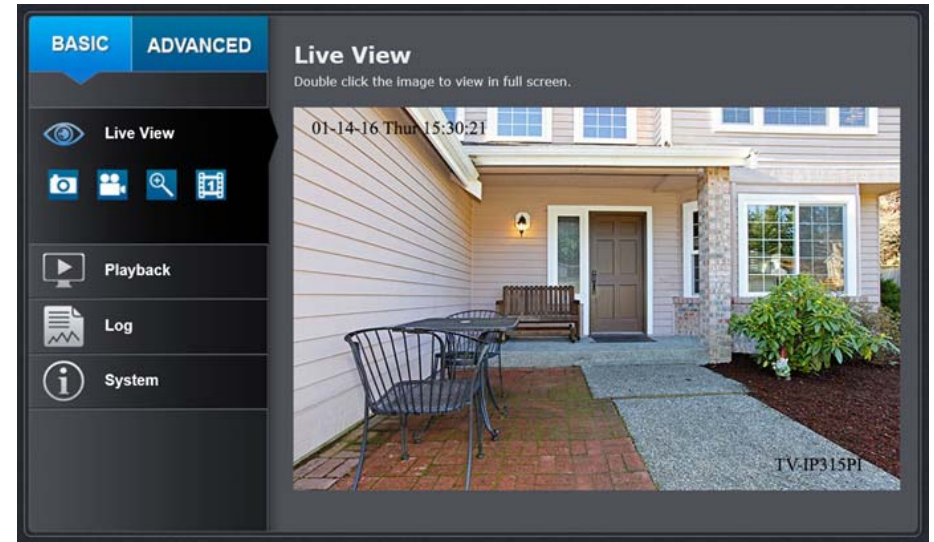 BASIC
ADVANCED
Live View
Double click the image to view in full screen.
Live View
1
Playback
Log
System
01-14-16 Thur 15:30:21
TV-IP315PI